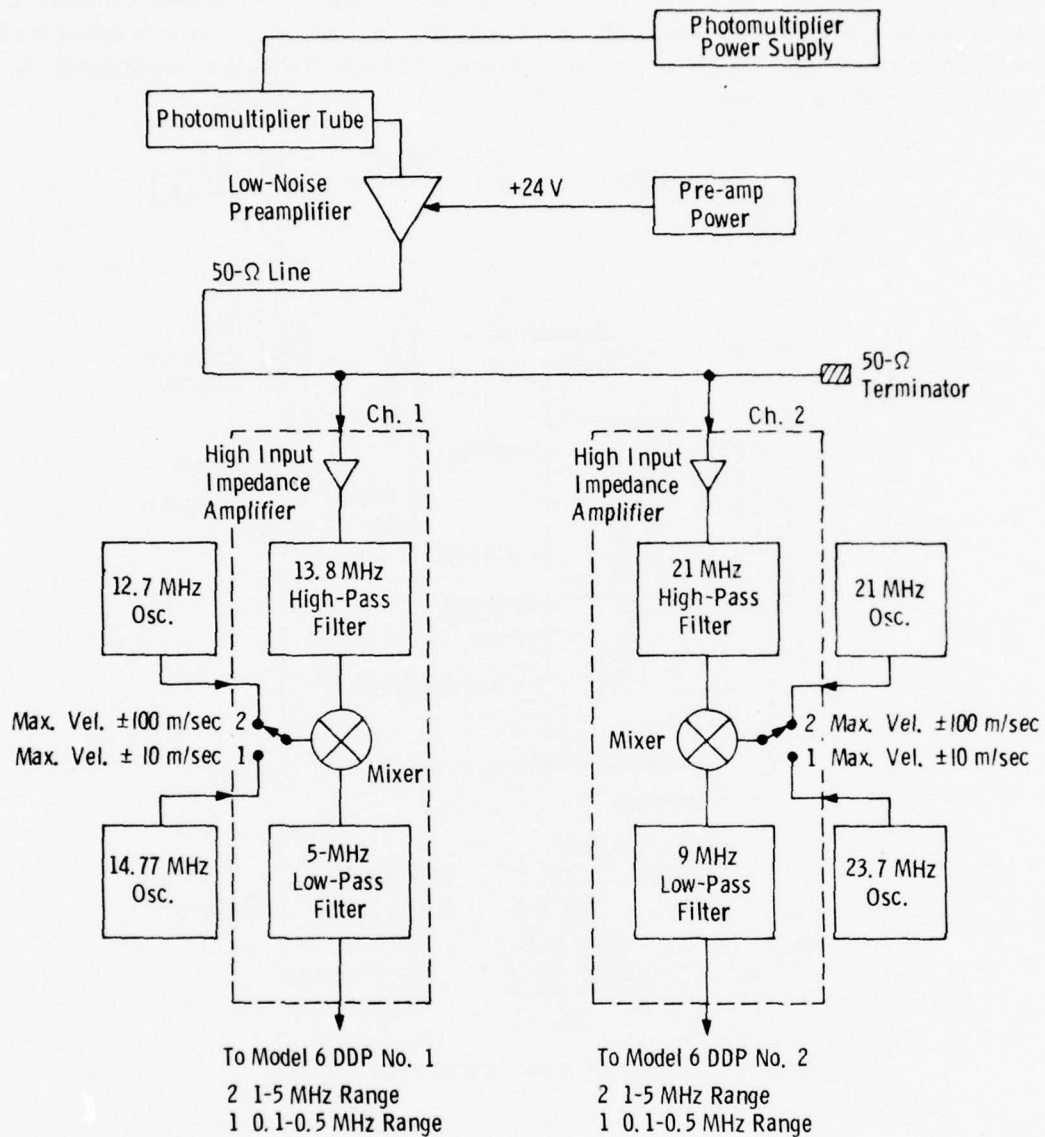 Photomultiplier
Power Supply
Photomultiplier Tube
Low-Noise
Preamplifier
+24 V
Pre-amp
Power
50-Ω Line
50-Ω
Terminator
Ch. 1
Ch. 2
High Input
Impedance
Amplifier
High Input
Impedance
Amplifier
12.7 MHz
Osc.
13.8 MHz
High-Pass
Filter
21 MHz
High-Pass
Filter
21 MHz
Osc.
Max. Vel. ±100 m/sec 2
Max. Vel. ±10 m/sec 1
Mixer
Mixer
2 Max. Vel. ±100 m/sec
1 Max. Vel. ±10 m/sec
14.77 MHz
Osc.
5-MHz
Low-Pass
Filter
9 MHz
Low-Pass
Filter
23.7 MHz
Osc.
To Model 6 DDP No. 1
2 1-5 MHz Range
1 0.1-0.5 MHz Range
To Model 6 DDP No. 2
2 1-5 MHz Range
1 0.1-0.5 MHz Range